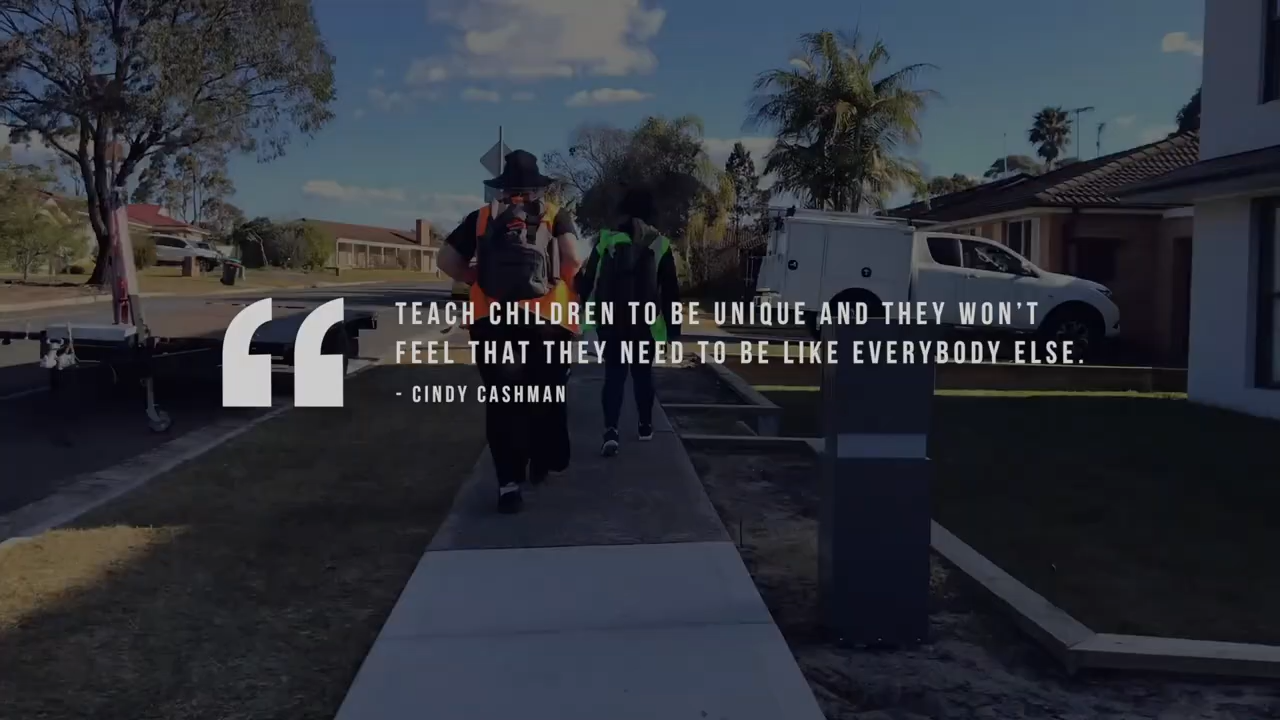 TEACH CHILDREN TO BE UNIQUE AND THEY WON'T
FEEL THAT THEY NEED TO BE LIKE EVERYBODY ELSE.
- CINDY CASHMAN